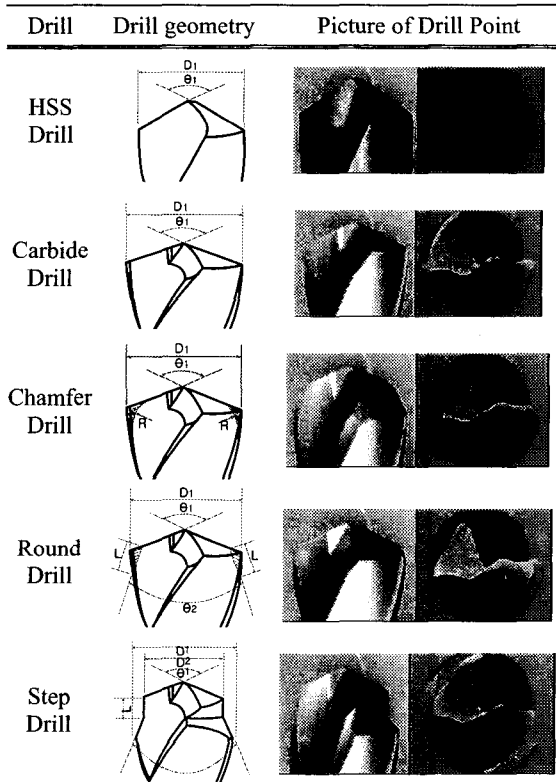 Drill Drill geometry Picture of Drill Point
D1
θ1
HSS
Drill
D1
θ1
Carbide
Drill
D1
θ1
Chamfer
Drill
R R
D1
θ1
Round
Drill
L L
θ2
D1
D2
θ1
Step
Drill
L